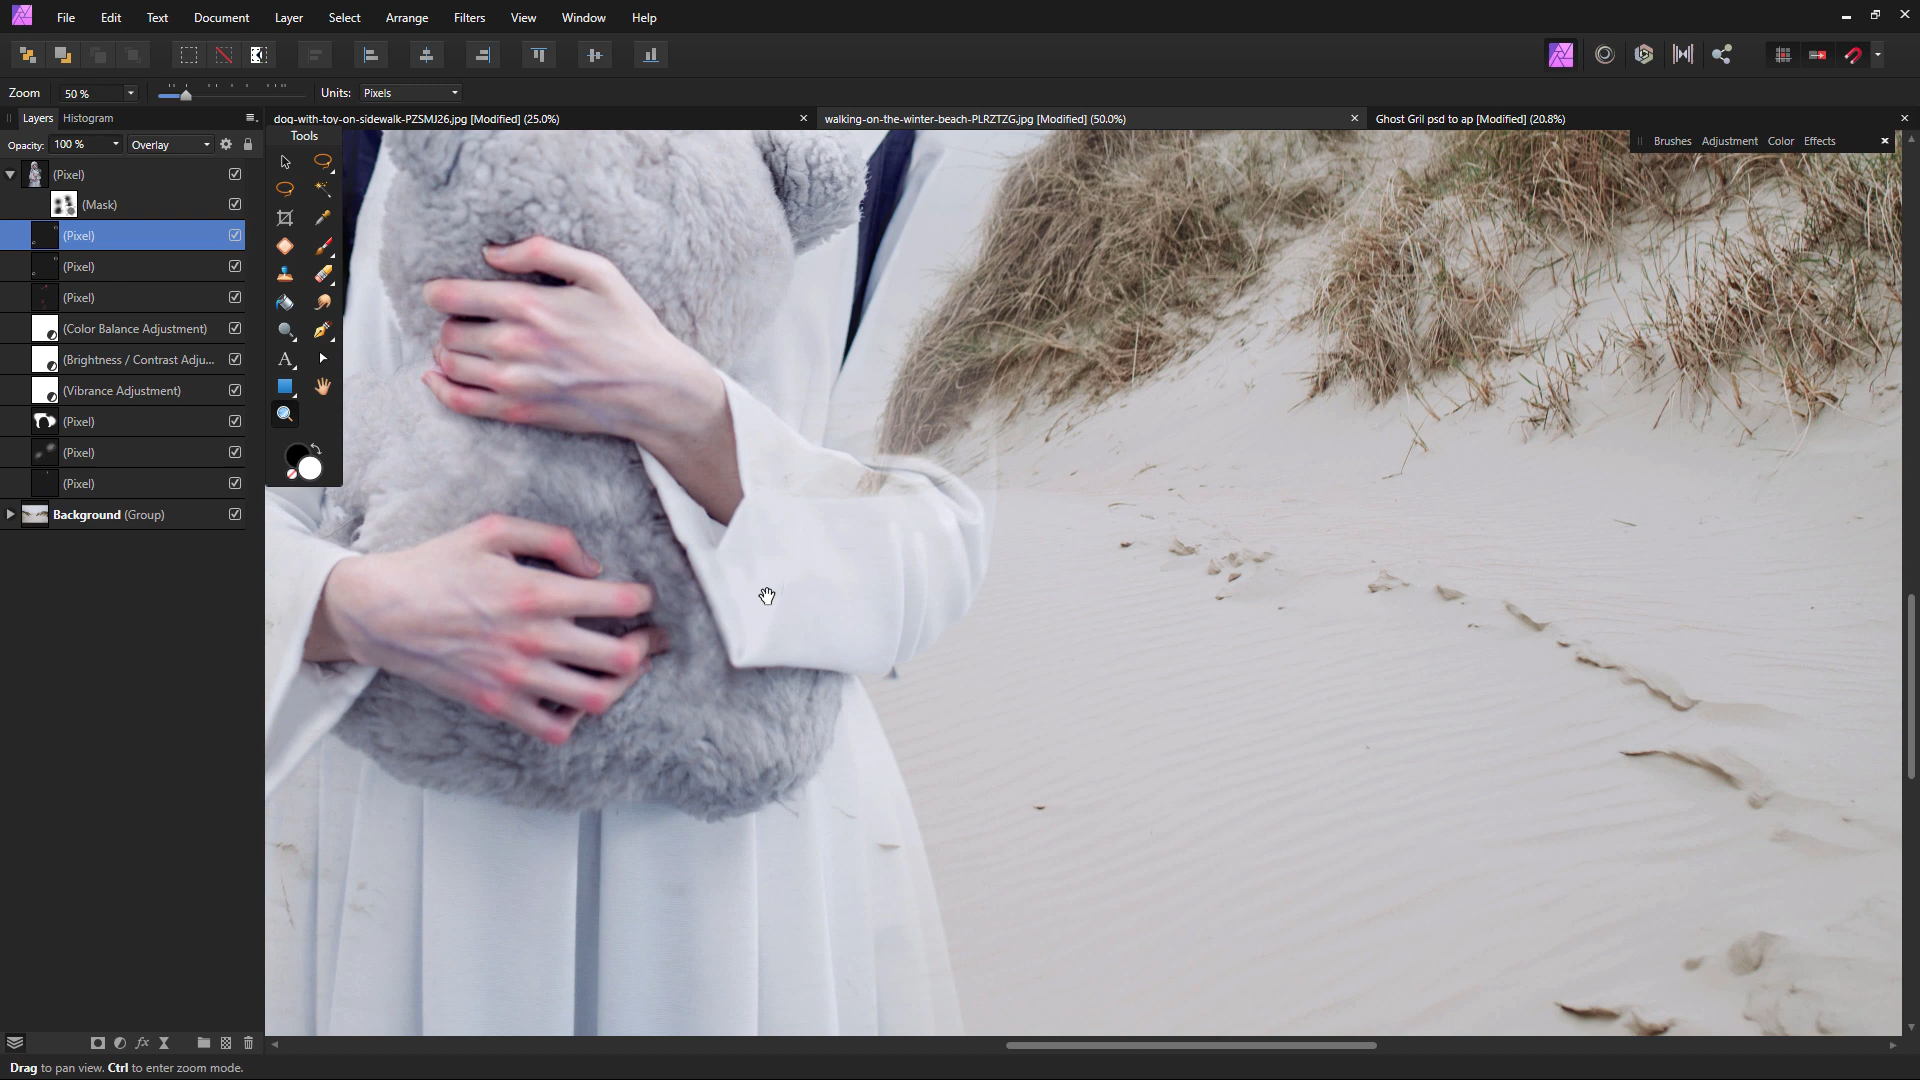 File Edit Text Document Layer Select Arrange Filters View Window Help
Zoom 50 % Units: Pixels
Layers Histogram
dog-with-toy-on-sidewalk-PZSMJ26.jpg [Modified] (25.0%)
walking-on-the-winter-beach-PLRZTZG.jpg [Modified] (50.0%)
Ghost Gril psd to ap [Modified] (20.8%)
Tools
Brushes Adjustment Color Effects
Opacity: 100 % Overlay
(Pixel)
(Mask)
(Pixel)
(Pixel)
(Pixel)
(Color Balance Adjustment)
(Brightness / Contrast Adju...
(Vibrance Adjustment)
(Pixel)
(Pixel)
(Pixel)
Background (Group)
Drag to pan view. Ctrl to enter zoom mode.